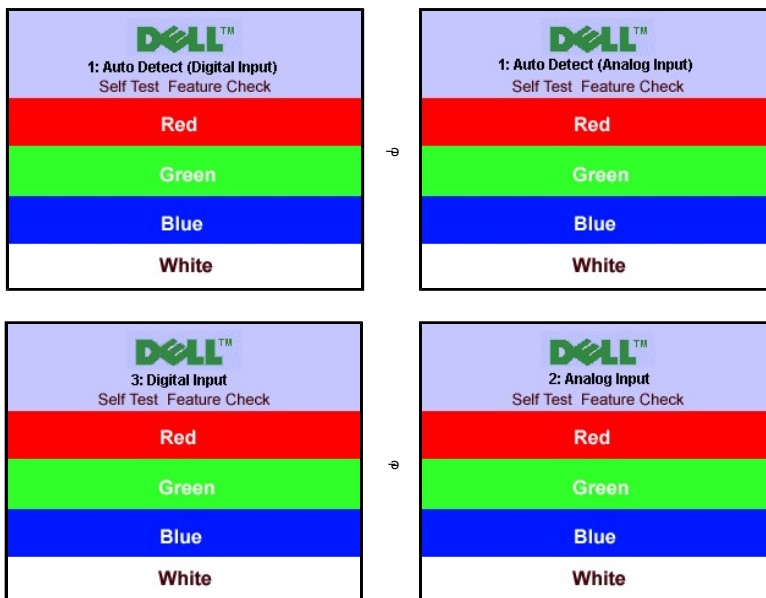 DELL™
1: Auto Detect (Digital Input)
Self Test Feature Check
Red
Green
Blue
White
DELL™
1: Auto Detect (Analog Input)
Self Test Feature Check
Red
Green
Blue
White
DELL™
3: Digital Input
Self Test Feature Check
Red
Green
Blue
White
DELL™
2: Analog Input
Self Test Feature Check
Red
Green
Blue
White